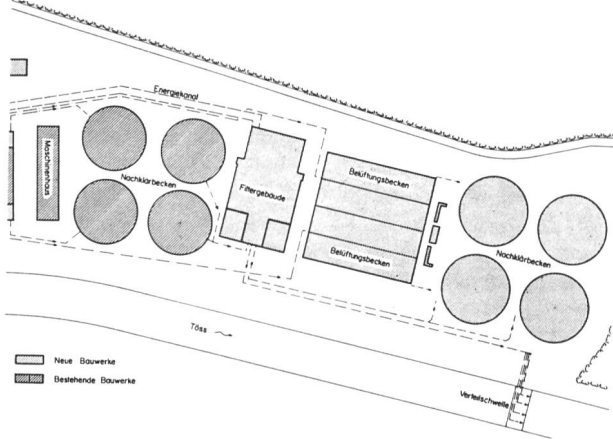 Energiekanal
Maschinenhaus
Nachklärbecken
Filtergebäude
Belüftungsbecken
Belüftungsbecken
Nachklärbecken
Töss
Neue Bauwerke
Bestehende Bauwerke
Verteilschwelle